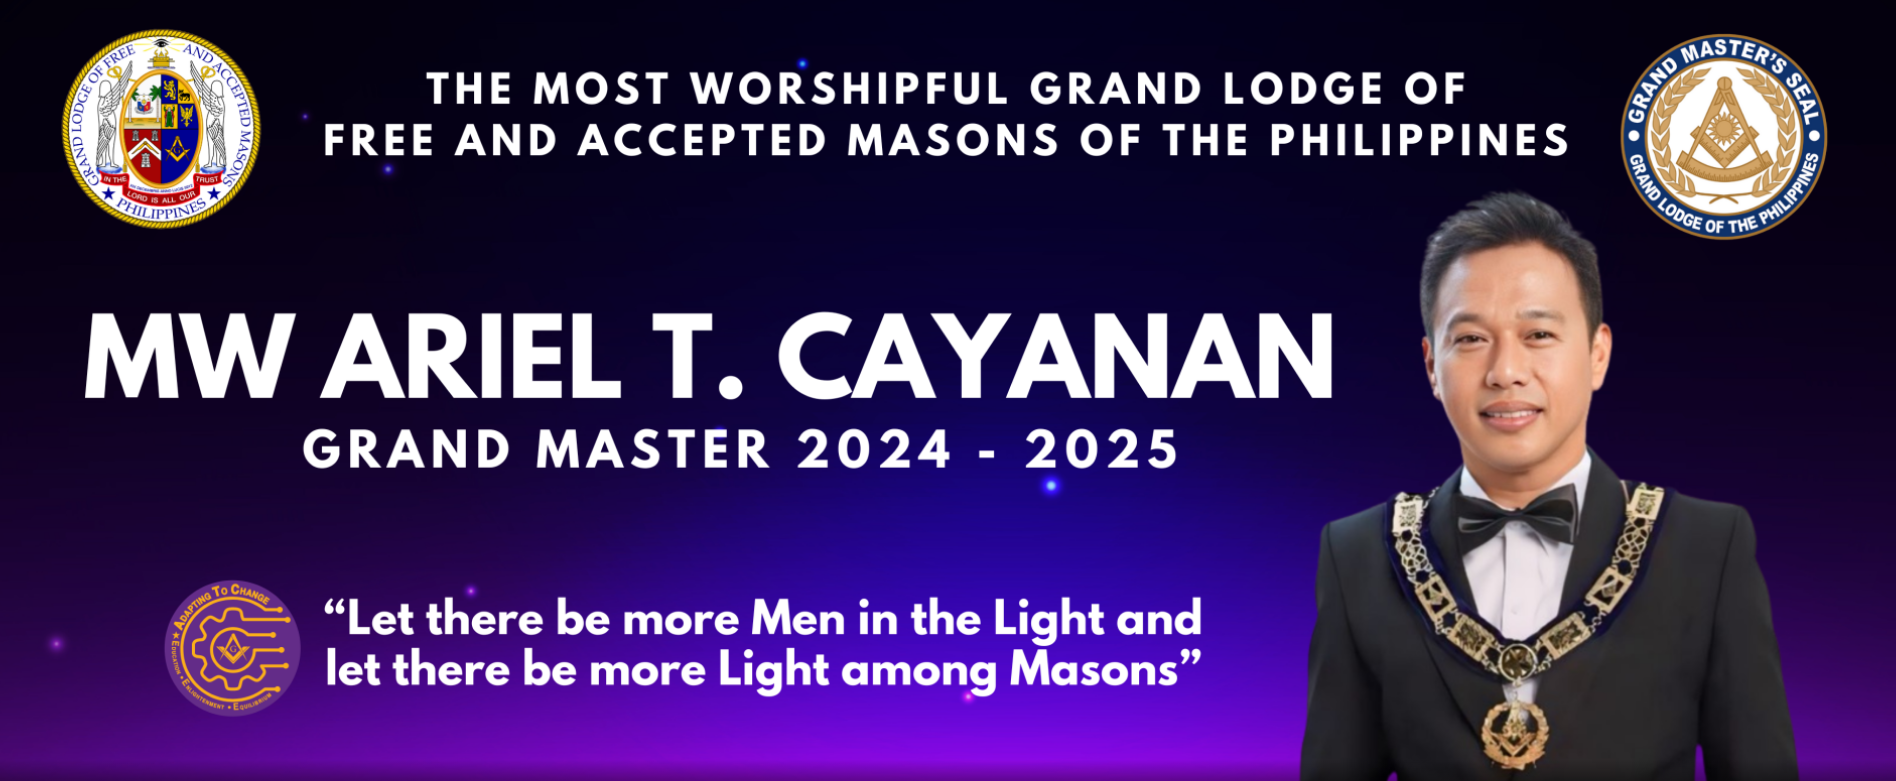 GRAND LODGE OF FREE AND ACCEPTED MASONS
PHILIPPINES
IN THE
LORD IS ALL OUR
TRUST
THE MOST WORSHIPFUL GRAND LODGE OF
FREE AND ACCEPTED MASONS OF THE PHILIPPINES
GRAND MASTER'S SEAL
GRAND LODGE OF THE PHILIPPINES
MW ARIEL T. CAYANAN
GRAND MASTER 2024 - 2025
ADAPTING TO CHANGE
EDUCATION • ENLIGHTENMENT • EQUILIBRIUM
G
“Let there be more Men in the Light and
let there be more Light among Masons”